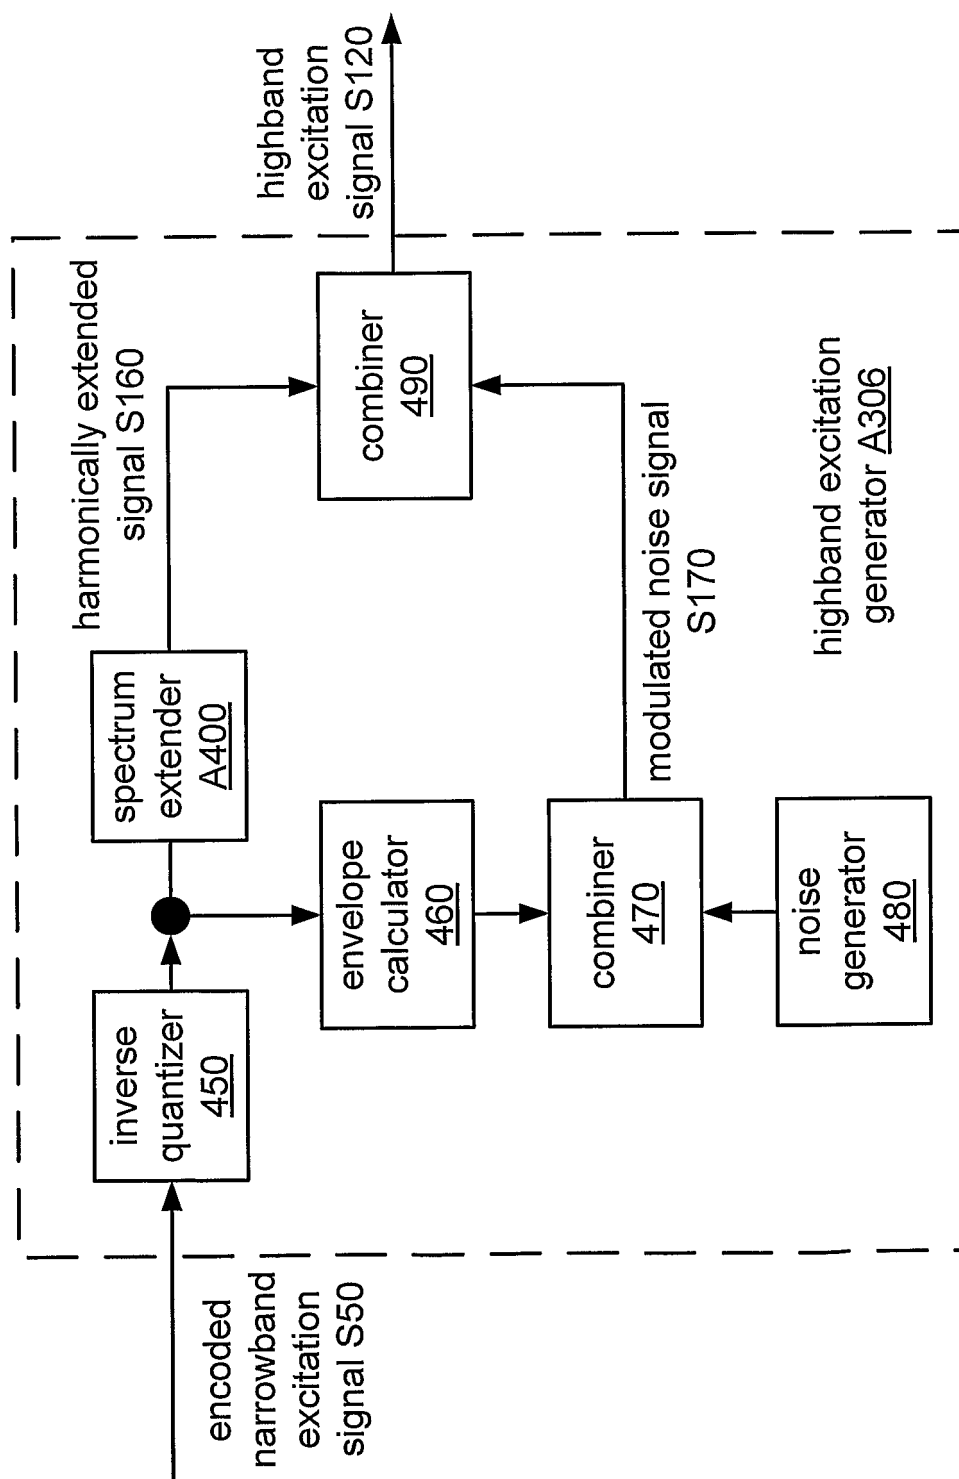 encoded
narrowband
excitation
signal S50
inverse
quantizer
450
spectrum
extender
A400
harmonically extended
signal S160
highband
excitation
signal S120
envelope
calculator
460
combiner
490
combiner
470
modulated noise signal
S170
noise
generator
480
highband excitation
generator A306